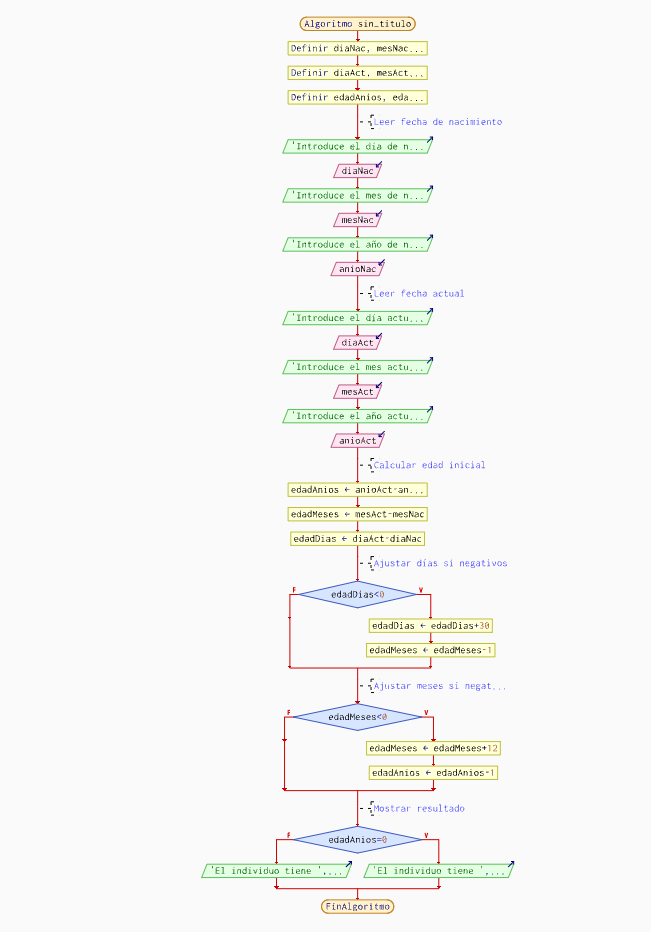 Algoritmo sin_titulo
Definir diaNac, mesNac...
Definir diaAct, mesAct...
Definir edadAnios, eda...
Leer fecha de nacimiento
'Introduce el día de n...
diaNac
'Introduce el mes de n...
mesNac
'Introduce el año de n...
anioNac
Leer fecha actual
'Introduce el día actu...
diaAct
'Introduce el mes actu...
mesAct
'Introduce el año actu...
anioAct
Calcular edad inicial
edadAnios ← anioAct-an...
edadMeses ← mesAct-mesNac
edadDias ← diaAct-diaNac
Ajustar días si negativos
F
V
edadDias<0
edadDias ← edadDias+30
edadMeses ← edadMeses-1
Ajustar meses si negat...
F
V
edadMeses<0
edadMeses ← edadMeses+12
edadAnios ← edadAnios-1
Mostrar resultado
F
V
edadAnios=0
'El individuo tiene ',...
'El individuo tiene ',...
FinAlgoritmo